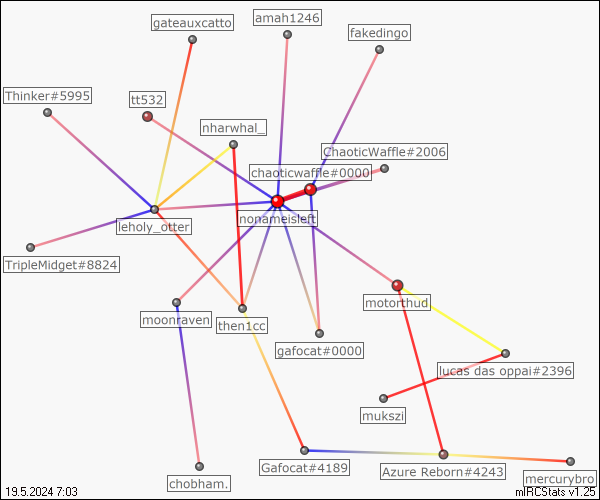 gateauxcatto
amah1246
fakedingo
Thinker#5995
tt532
nharwhal_
ChaoticWaffle#2006
chaoticwaffle#0000
nonameisleft
leholy_otter
TripleMidget#8824
moonraven
then1cc
motorthud_
gafocat#0000
lucas das oppai#2396
mukszi
Gafocat#4189
Azure Reborn#4243
mercurybro
chobham.
19.5.2024 7:03
mIRCStats v1.25